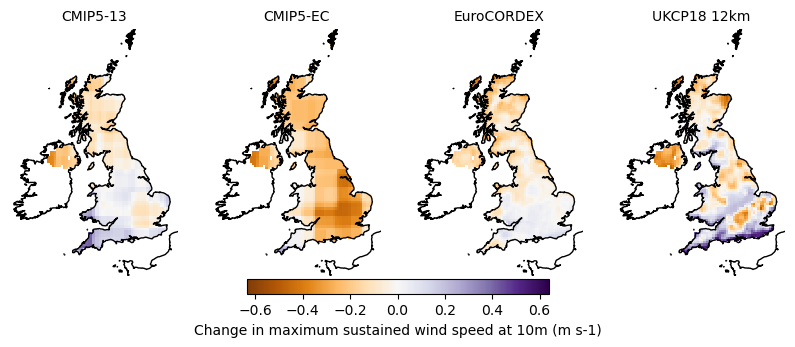 CMIP5-13 CMIP5-EC EuroCORDEX UKCP18 12km
−0.6 −0.4 −0.2 0.0 0.2 0.4 0.6
Change in maximum sustained wind speed at 10m (m s-1)